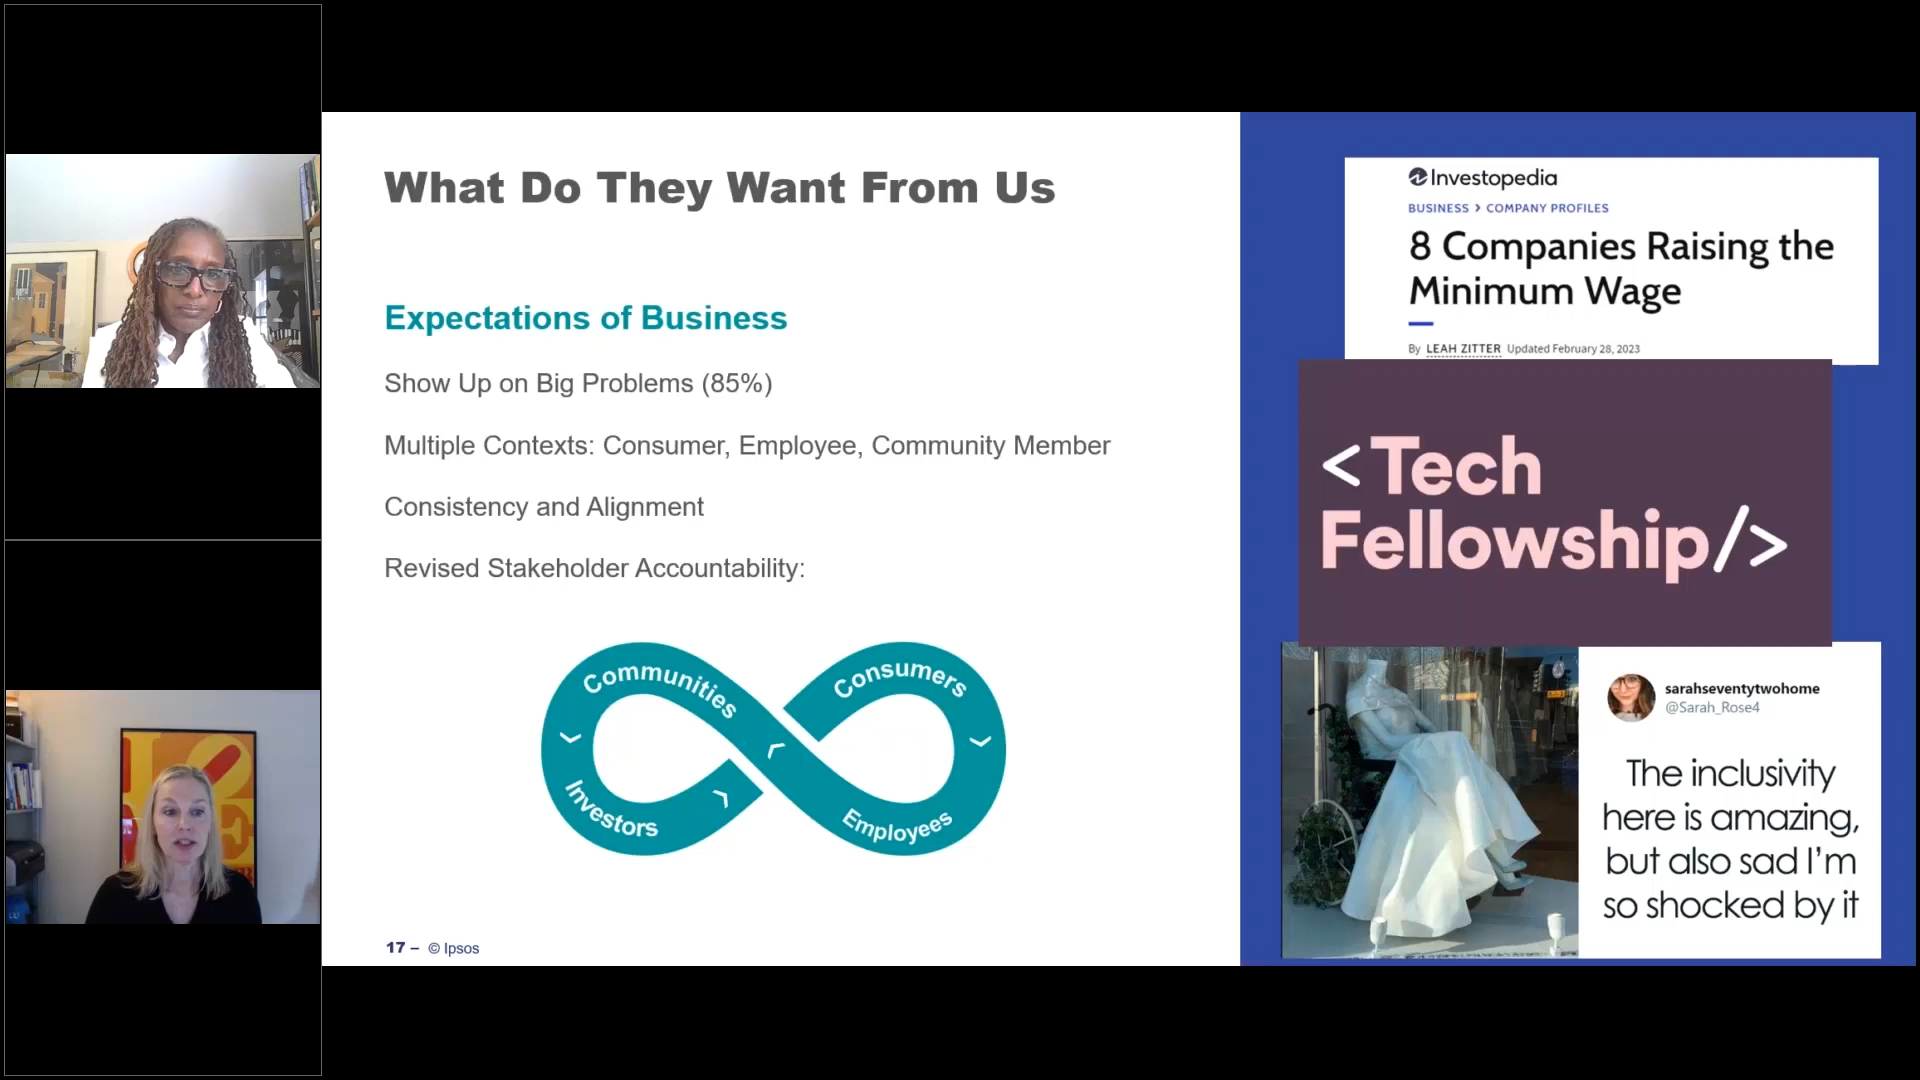 What Do They Want From Us
Expectations of Business
Show Up on Big Problems (85%)
Multiple Contexts: Consumer, Employee, Community Member
Consistency and Alignment
Revised Stakeholder Accountability:
Communities
Consumers
Investors
Employees
17 – © Ipsos
Investopedia
BUSINESS > COMPANY PROFILES
8 Companies Raising the
Minimum Wage
By LEAH ZITTER Updated February 28, 2023
<Tech
Fellowship/>
sarahseventytwohome
@Sarah_Rose4
The inclusivity
here is amazing,
but also sad I'm
so shocked by it